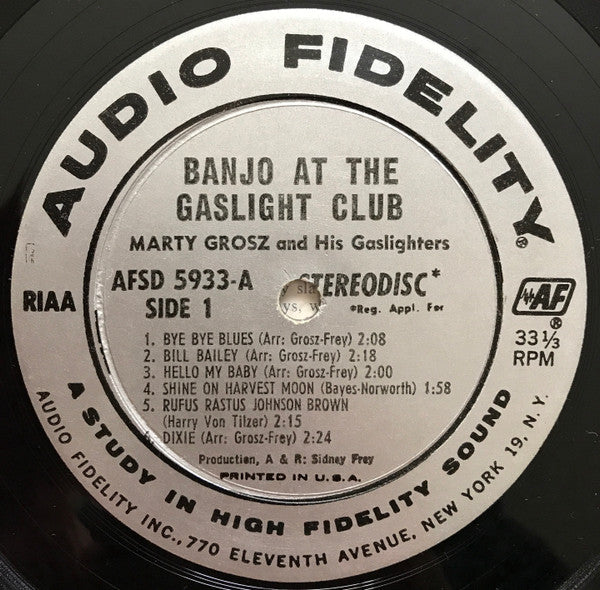 AUDIO FIDELITY®
BANJO AT THE
GASLIGHT CLUB
MARTY GROSZ and His Gaslighters
AFSD 5933-A STEREODISC*
SIDE 1 *Reg. Appl. For
RIAA
AF®
33⅓
RPM
1. BYE BYE BLUES (Arr: Grosz-Frey) 2:08
2. BILL BAILEY (Arr: Grosz-Frey) 2:18
3. HELLO MY BABY (Arr: Grosz-Frey) 2:00
4. SHINE ON HARVEST MOON (Bayes-Norworth) 1:58
5. RUFUS RASTUS JOHNSON BROWN
(Harry Von Tilzer) 2:15
DIXIE (Arr: Grosz-Frey) 2:24
Production, A & R: Sidney Frey
PRINTED IN U.S.A.
A STUDY IN HIGH FIDELITY SOUND
AUDIO FIDELITY INC., 770 ELEVENTH AVENUE, NEW YORK 19, N.Y.